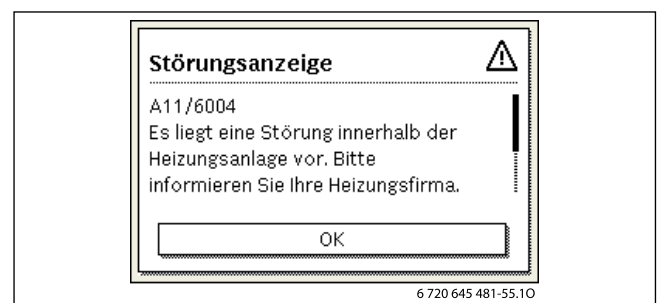 Störungsanzeige
A11/6004
Es liegt eine Störung innerhalb der
Heizungsanlage vor. Bitte
informieren Sie Ihre Heizungsfirma.
OK
6 720 645 481-55.1O